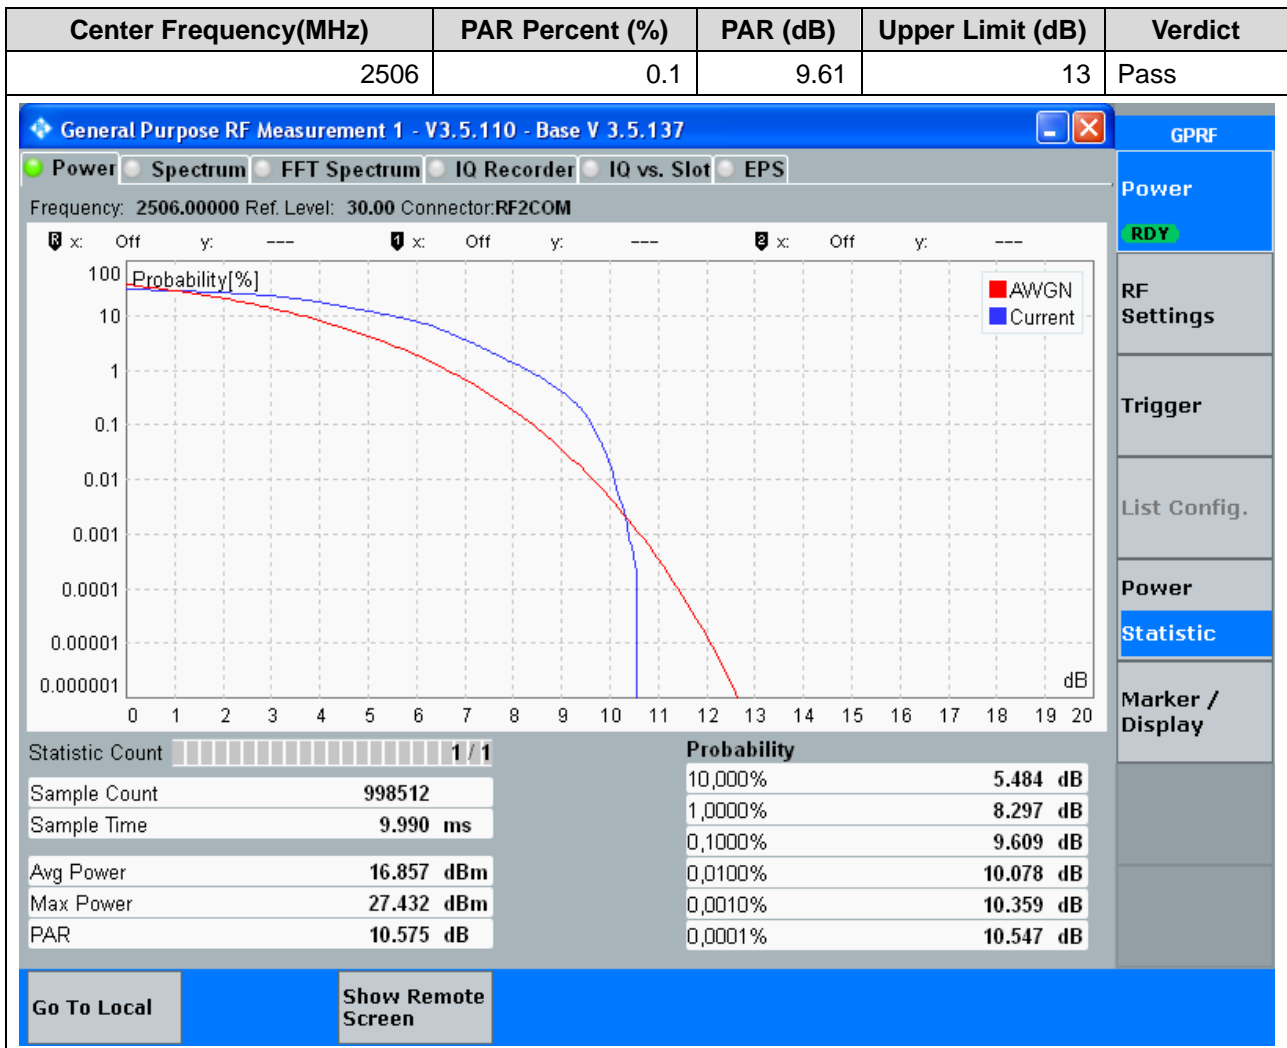 Center Frequency(MHz) PAR Percent (%) PAR (dB) Upper Limit (dB) Verdict
2506 0.1 9.61 13 Pass
General Purpose RF Measurement 1 - V3.5.110 - Base V 3.5.137
GPRF
Power Spectrum FFT Spectrum IQ Recorder IQ vs. Slot EPS
Frequency: 2506.00000 Ref. Level: 30.00 Connector:RF2COM
R x: Off y: --- 1 x: Off y: --- 2 x: Off y: ---
Probability[%]
AWGN
Current
100
10
1
0.1
0.01
0.001
0.0001
0.00001
0.000001
dB
0 1 2 3 4 5 6 7 8 9 10 11 12 13 14 15 16 17 18 19 20
Statistic Count 1 / 1
Sample Count 998512
Sample Time 9.990 ms
Avg Power 16.857 dBm
Max Power 27.432 dBm
PAR 10.575 dB
Probability
10,000% 5.484 dB
1,0000% 8.297 dB
0,1000% 9.609 dB
0,0100% 10.078 dB
0,0010% 10.359 dB
0,0001% 10.547 dB
Power
RDY
RF
Settings
Trigger
List Config.
Power
Statistic
Marker /
Display
Go To Local
Show Remote
Screen